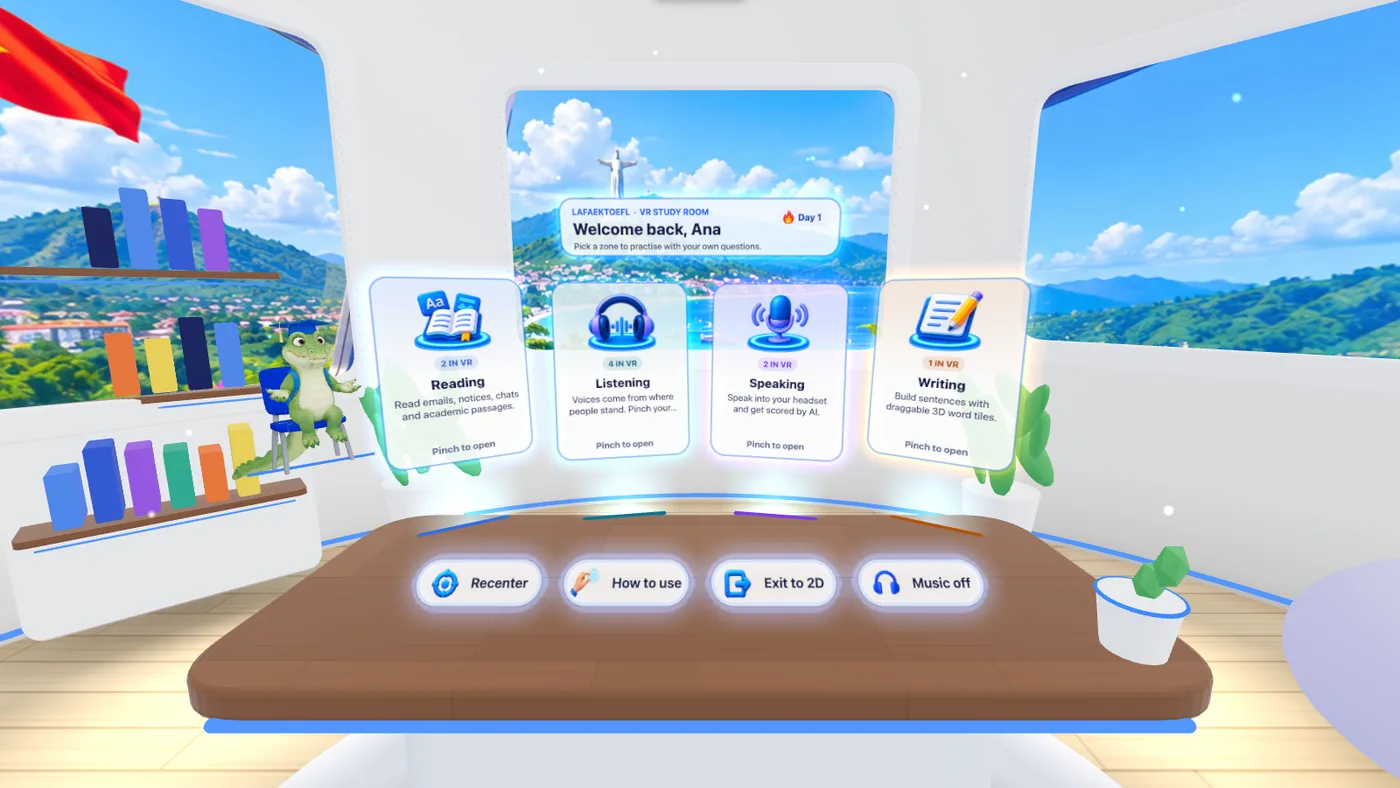 LAFAEKTOEFL · VR STUDY ROOM
🔥 Day 1
Welcome back, Ana
Pick a zone to practise with your own questions.
Aa
2 IN VR
Reading
Read emails, notices, chats
and academic passages.
Pinch to open
4 IN VR
Listening
Voices come from where
people stand. Pinch your...
Pinch to open
2 IN VR
Speaking
Speak into your headset
and get scored by AI.
Pinch to open
1 IN VR
Writing
Build sentences with
draggable 3D word tiles.
Pinch to open
Recenter
How to use
Exit to 2D
Music off